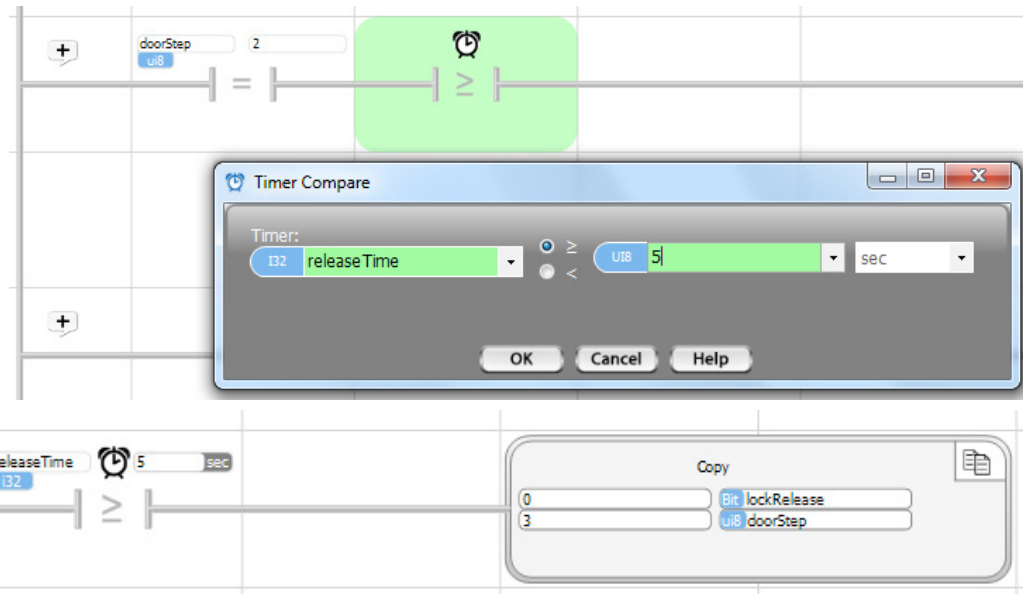 doorStep 2
ui8
= ≥
Timer Compare
Timer:
I32 releaseTime ≥ UI8 5 sec
<
OK Cancel Help
eleaseTime 5 sec
i32
≥
Copy
0 Bit lockRelease
3 ui8 doorStep